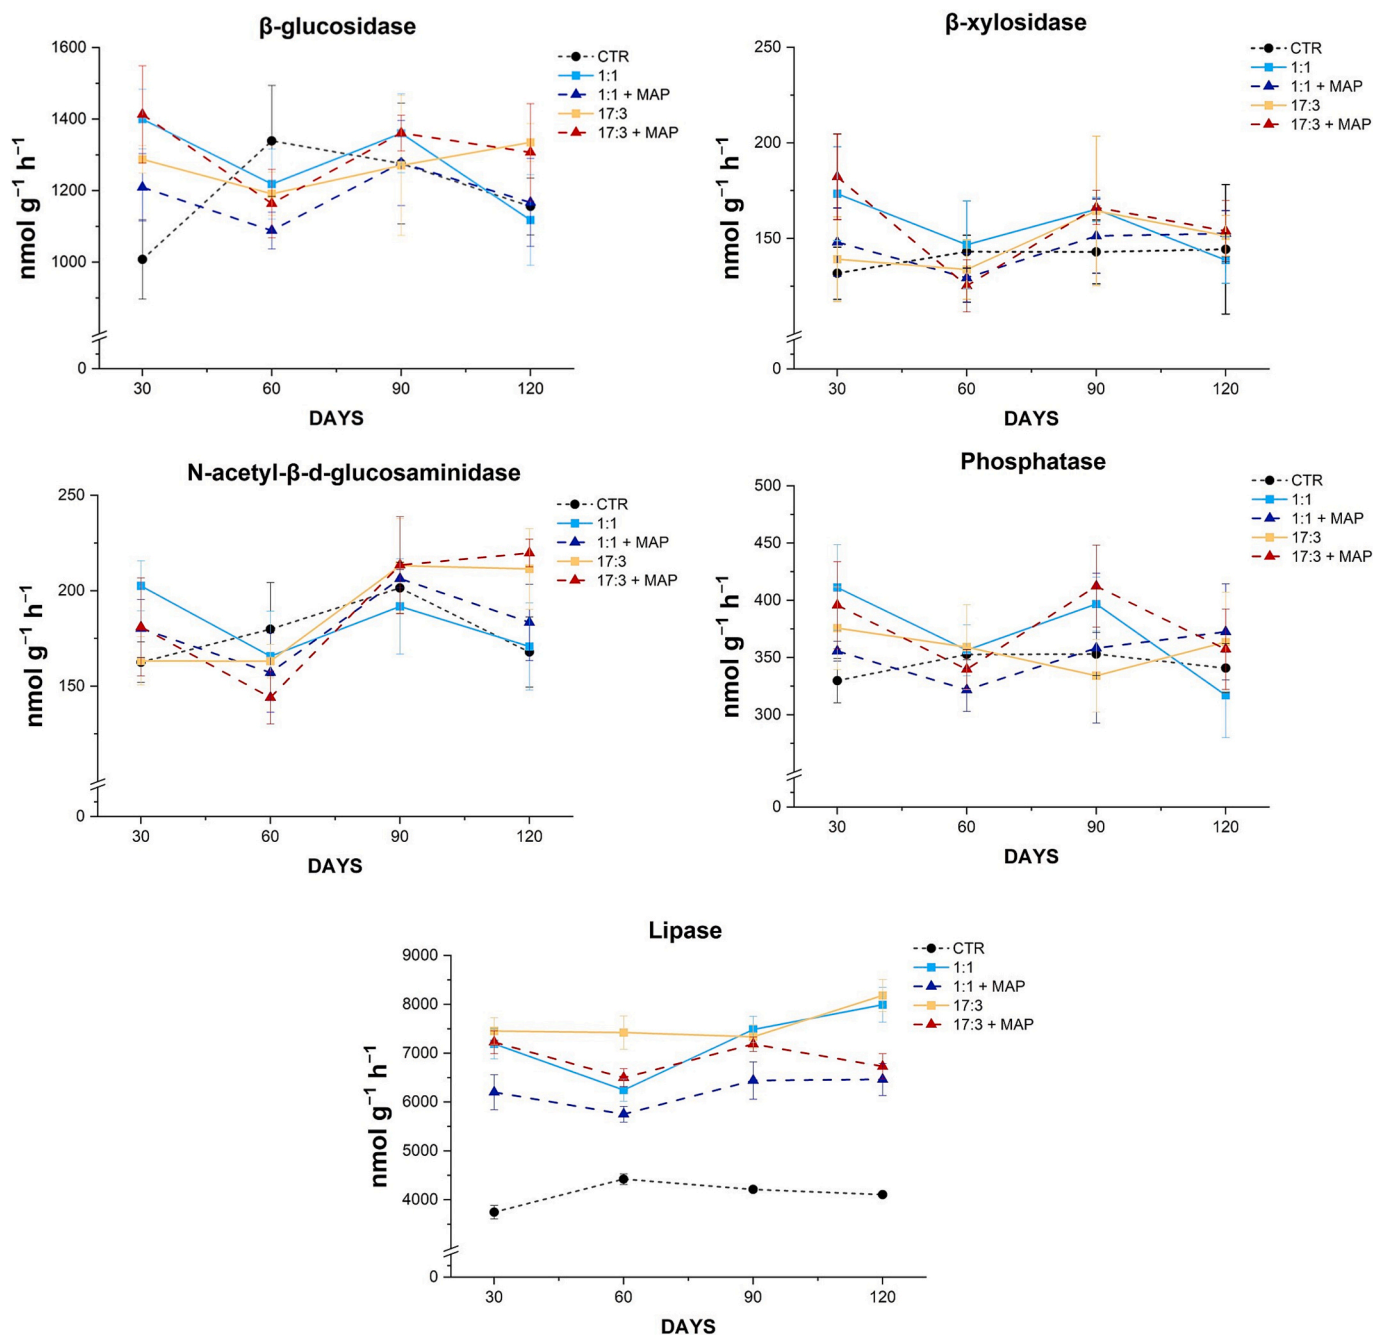 β-glucosidase
nmol g⁻¹ h⁻¹
1600
1400
1200
1000
0
30 60 90 120
DAYS
CTR
1:1
1:1 + MAP
17:3
17:3 + MAP
β-xylosidase
nmol g⁻¹ h⁻¹
250
200
150
0
30 60 90 120
DAYS
CTR
1:1
1:1 + MAP
17:3
17:3 + MAP
N-acetyl-β-d-glucosaminidase
nmol g⁻¹ h⁻¹
250
200
150
0
30 60 90 120
DAYS
CTR
1:1
1:1 + MAP
17:3
17:3 + MAP
Phosphatase
nmol g⁻¹ h⁻¹
500
450
400
350
300
0
30 60 90 120
DAYS
CTR
1:1
1:1 + MAP
17:3
17:3 + MAP
Lipase
nmol g⁻¹ h⁻¹
9000
8000
7000
6000
5000
4000
0
30 60 90 120
DAYS
CTR
1:1
1:1 + MAP
17:3
17:3 + MAP